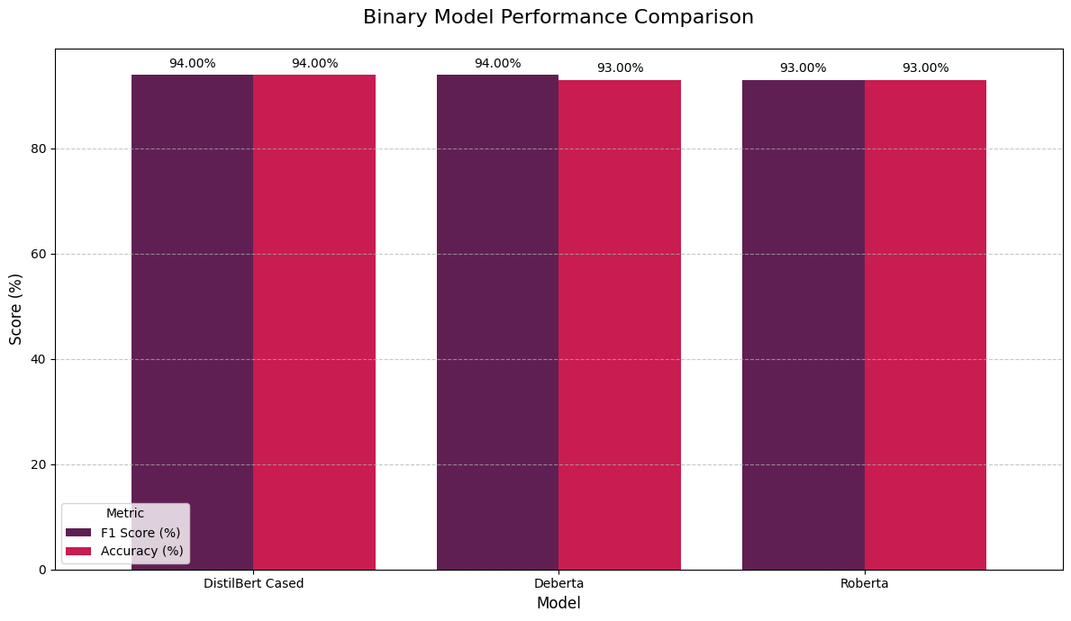 Binary Model Performance Comparison
94.00% 94.00% 94.00% 93.00% 93.00% 93.00%
80
60
40
20
0
Score (%)
Metric
F1 Score (%)
Accuracy (%)
DistilBert Cased Deberta Roberta
Model